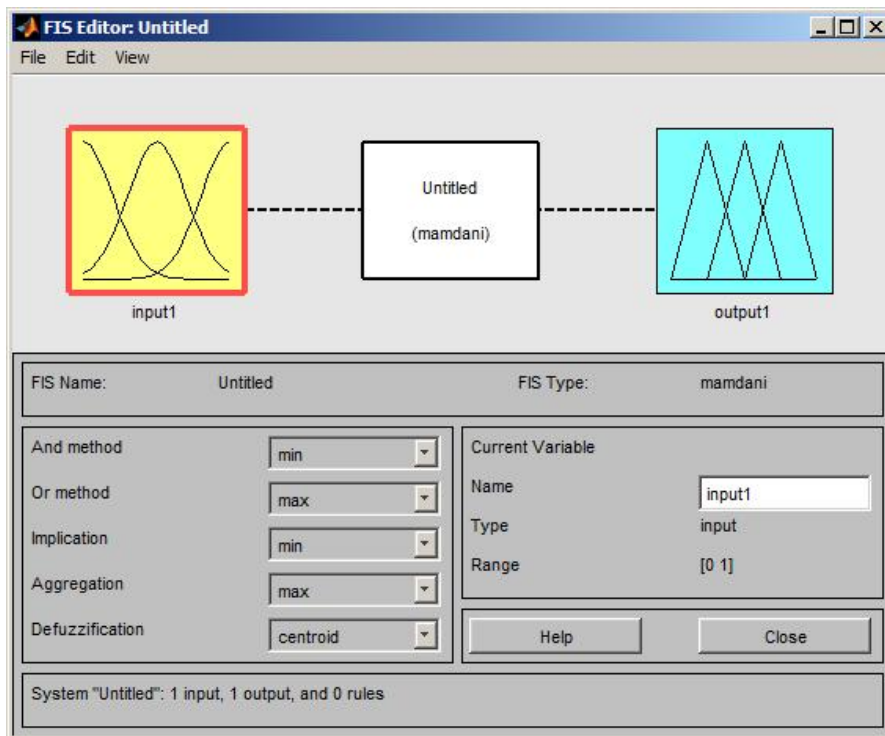 FIS Editor: Untitled
File Edit View
Untitled
(mamdani)
input1
output1
FIS Name: Untitled FIS Type: mamdani
And method min
Or method max
Implication min
Aggregation max
Defuzzification centroid
Current Variable
Name input1
Type input
Range [0 1]
Help Close
System "Untitled": 1 input, 1 output, and 0 rules